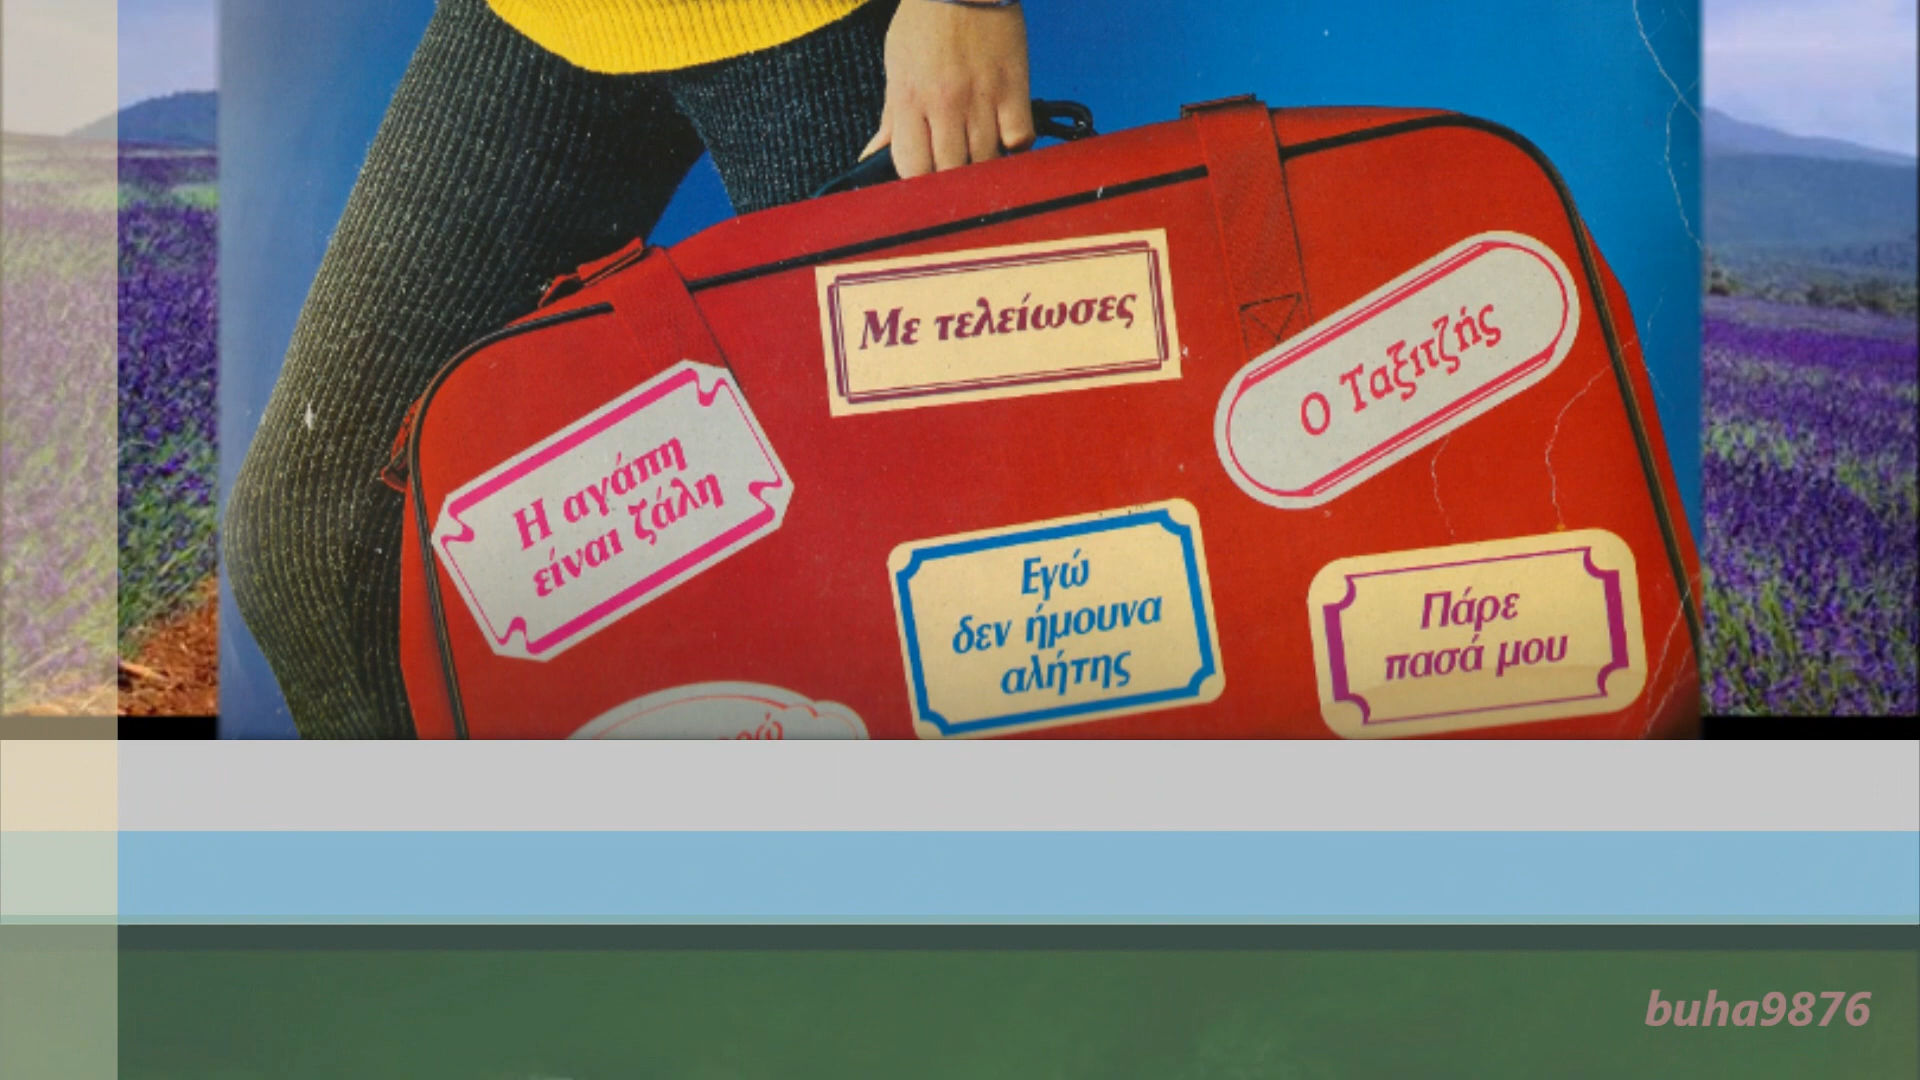 Με τελείωσες
Ο Ταξιτζής
Η αγάπη
είναι ζάλη
Εγώ
δεν ήμουνα
αλήτης
Πάρε
πασά μου
buha9876